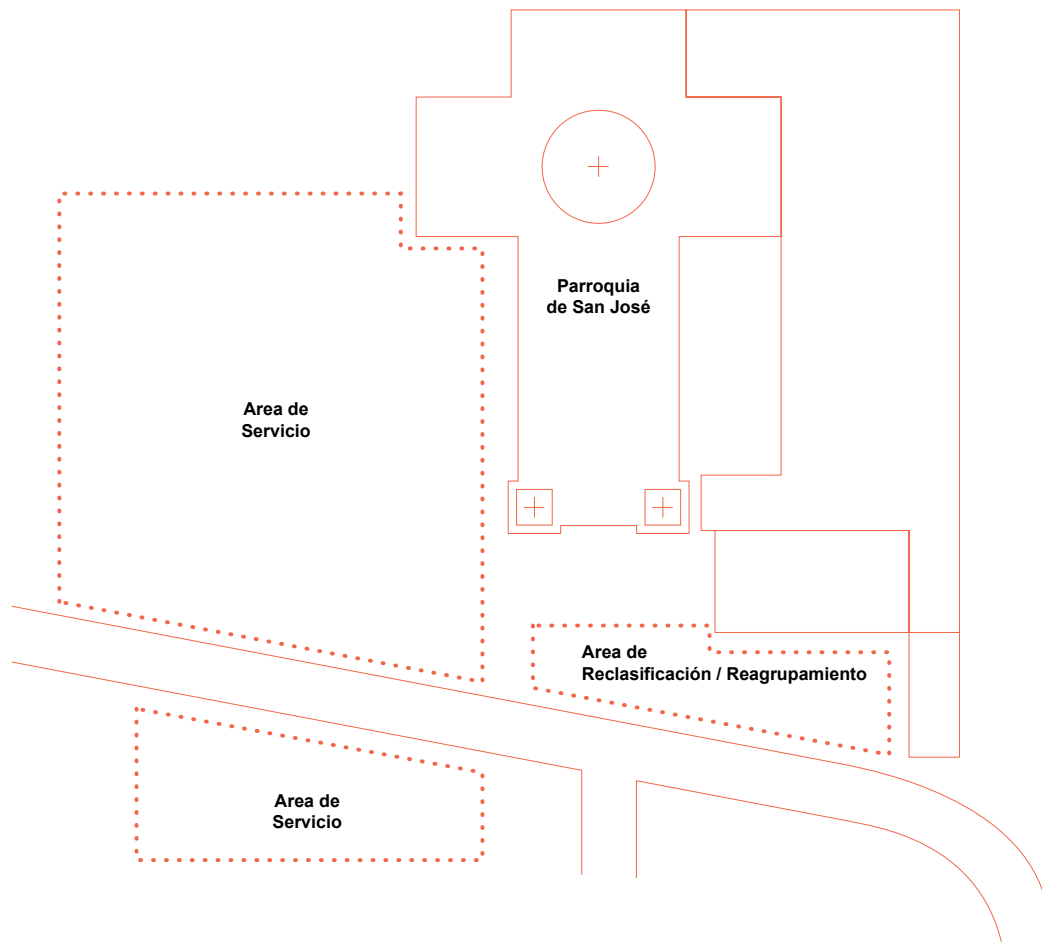 Parroquia
de San José
Area de
Servicio
Area de
Reclasificación / Reagrupamiento
Area de
Servicio